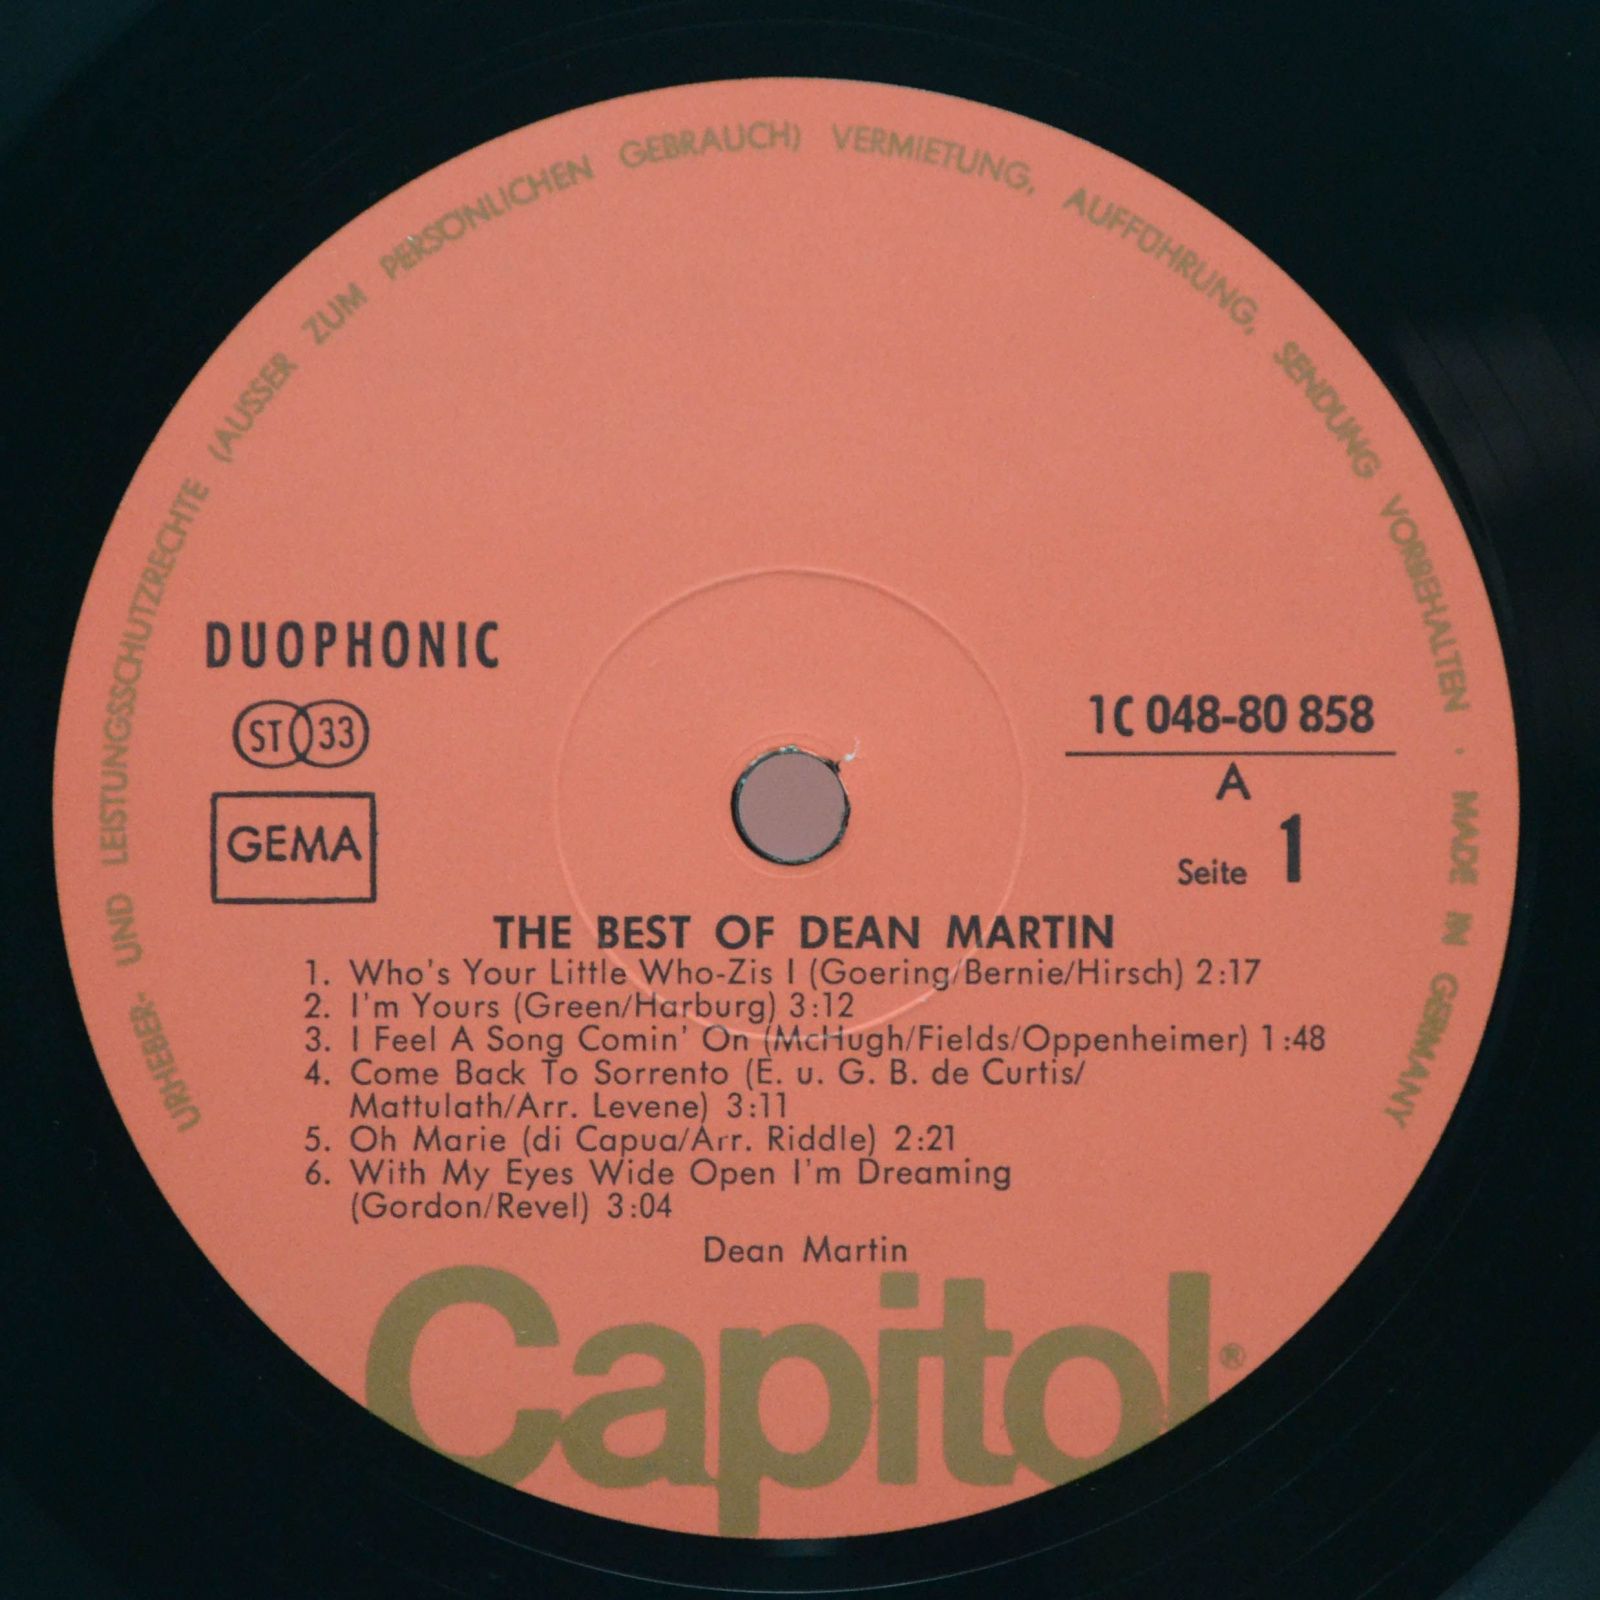 URHEBER- UND LEISTUNGSSCHUTZRECHTE (AUSSER ZUM PERSÖNLICHEN GEBRAUCH) VERMIETUNG, AUFFÜHRUNG, SENDUNG VORBEHALTEN · MADE IN GERMANY
DUOPHONIC
ST 33
GEMA
1C 048-80 858
A
Seite 1
THE BEST OF DEAN MARTIN
1. Who's Your Little Who-Zis I (Goering/Bernie/Hirsch) 2:17
2. I'm Yours (Green/Harburg) 3:12
3. I Feel A Song Comin' On (McHugh/Fields/Oppenheimer) 1:48
4. Come Back To Sorrento (E. u. G. B. de Curtis/
Mattulath/Arr. Levene) 3:11
5. Oh Marie (di Capua/Arr. Riddle) 2:21
6. With My Eyes Wide Open I'm Dreaming
(Gordon/Revel) 3:04
Dean Martin
Capitol®